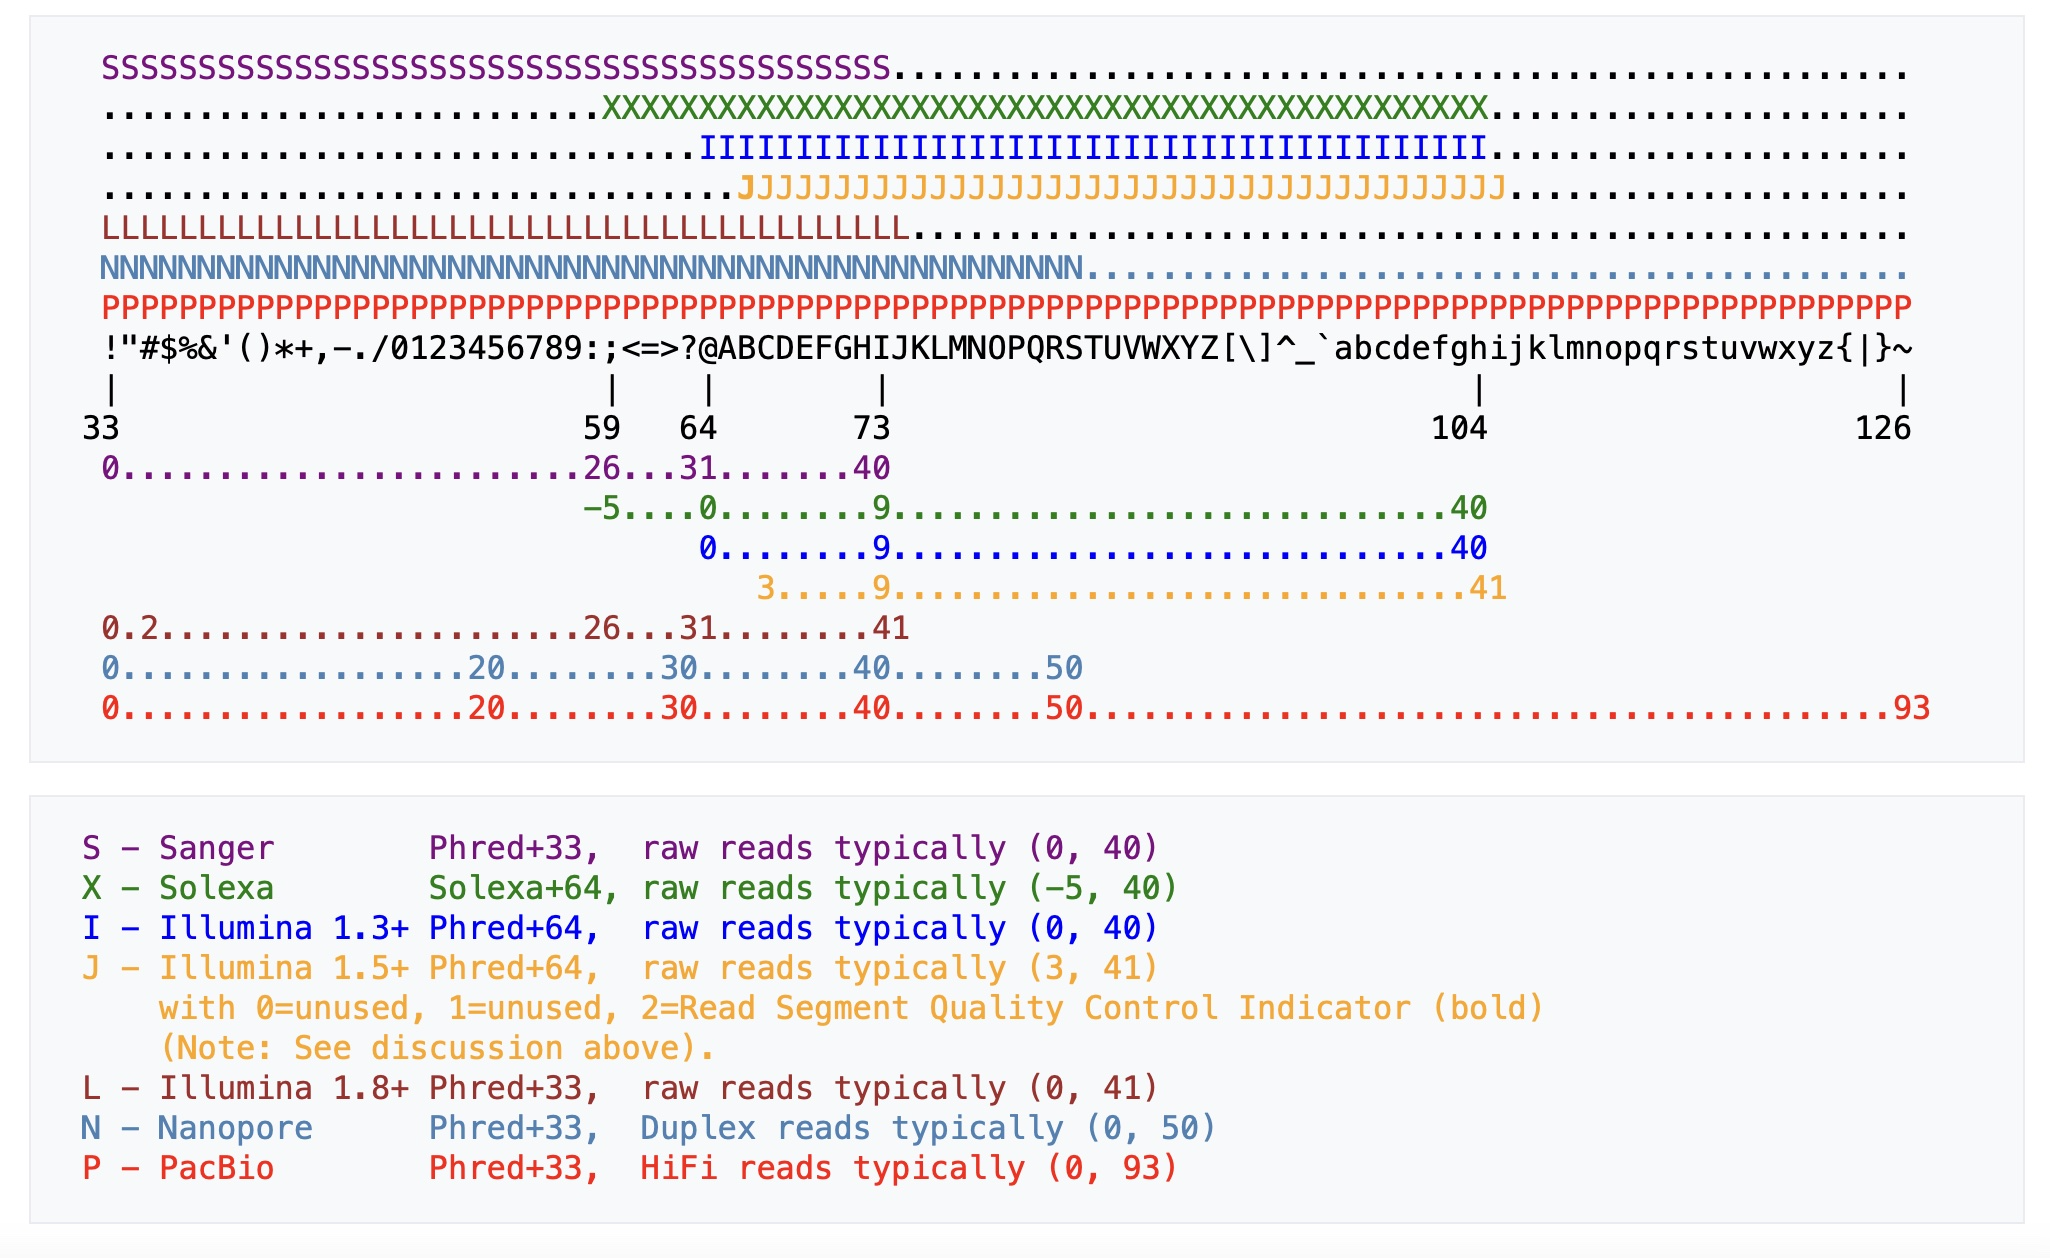 SSSSSSSSSSSSSSSSSSSSSSSSSSSSSSSSSSSSSSSSS.....................................................
..........................XXXXXXXXXXXXXXXXXXXXXXXXXXXXXXXXXXXXXXXXXXXXXX......................
...............................IIIIIIIIIIIIIIIIIIIIIIIIIIIIIIIIIIIIIIIII......................
.................................JJJJJJJJJJJJJJJJJJJJJJJJJJJJJJJJJJJJJJJJ.....................
LLLLLLLLLLLLLLLLLLLLLLLLLLLLLLLLLLLLLLLLLL....................................................
NNNNNNNNNNNNNNNNNNNNNNNNNNNNNNNNNNNNNNNNNNNNNNNNNNN...........................................
PPPPPPPPPPPPPPPPPPPPPPPPPPPPPPPPPPPPPPPPPPPPPPPPPPPPPPPPPPPPPPPPPPPPPPPPPPPPPPPPPPPPPPPPPPPPPP
!"#$%&'()*+,-./0123456789:;<=>?@ABCDEFGHIJKLMNOPQRSTUVWXYZ[\]^_`abcdefghijklmnopqrstuvwxyz{|}~
| | | | | |
33 59 64 73 104 126
0........................26...31.......40
-5....0........9.............................40
0........9.............................40
3.....9..............................41
0.2......................26...31........41
0..................20........30........40........50
0..................20........30........40........50..........................................93
S - Sanger Phred+33, raw reads typically (0, 40)
X - Solexa Solexa+64, raw reads typically (-5, 40)
I - Illumina 1.3+ Phred+64, raw reads typically (0, 40)
J - Illumina 1.5+ Phred+64, raw reads typically (3, 41)
with 0=unused, 1=unused, 2=Read Segment Quality Control Indicator (bold)
(Note: See discussion above).
L - Illumina 1.8+ Phred+33, raw reads typically (0, 41)
N - Nanopore Phred+33, Duplex reads typically (0, 50)
P - PacBio Phred+33, HiFi reads typically (0, 93)